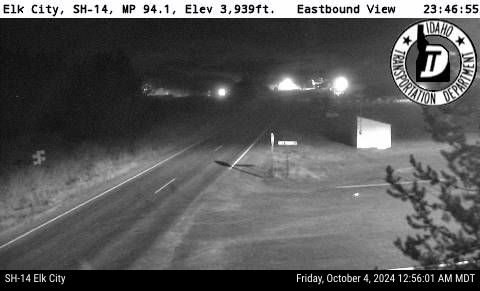 Elk City, SH-14, MP 94.1, Elev 3,939ft. Eastbound View 23:46:55
IDAHO
TRANSPORTATION DEPARTMENT
SH-14 Elk City Friday, October 4, 2024 12:56:01 AM MDT